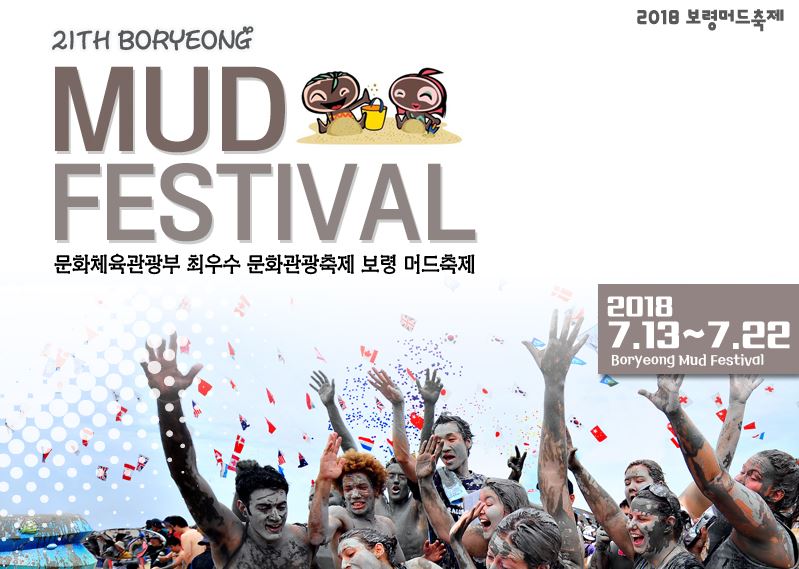 2018 보령머드축제
21TH BORYEONG
MUD
FESTIVAL
문화체육관광부 최우수 문화관광축제 보령 머드축제
2018
7.13~7.22
Boryeong Mud Festival